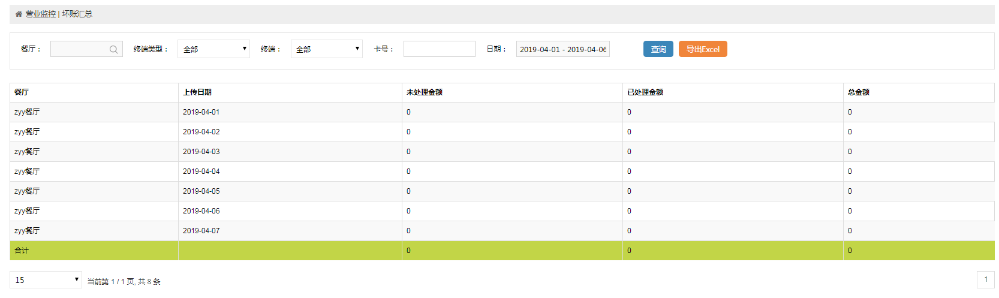 营业监控 | 坏账汇总
餐厅： 终端类型： 全部 终端： 全部 卡号： 日期： 2019-04-01 - 2019-04-06 查询 导出Excel
餐厅 上传日期 未处理金额 已处理金额 总金额
zyy餐厅 2019-04-01 0 0 0
zyy餐厅 2019-04-02 0 0 0
zyy餐厅 2019-04-03 0 0 0
zyy餐厅 2019-04-04 0 0 0
zyy餐厅 2019-04-05 0 0 0
zyy餐厅 2019-04-06 0 0 0
zyy餐厅 2019-04-07 0 0 0
合计 0 0 0
15 当前第 1 / 1 页, 共 8 条 1